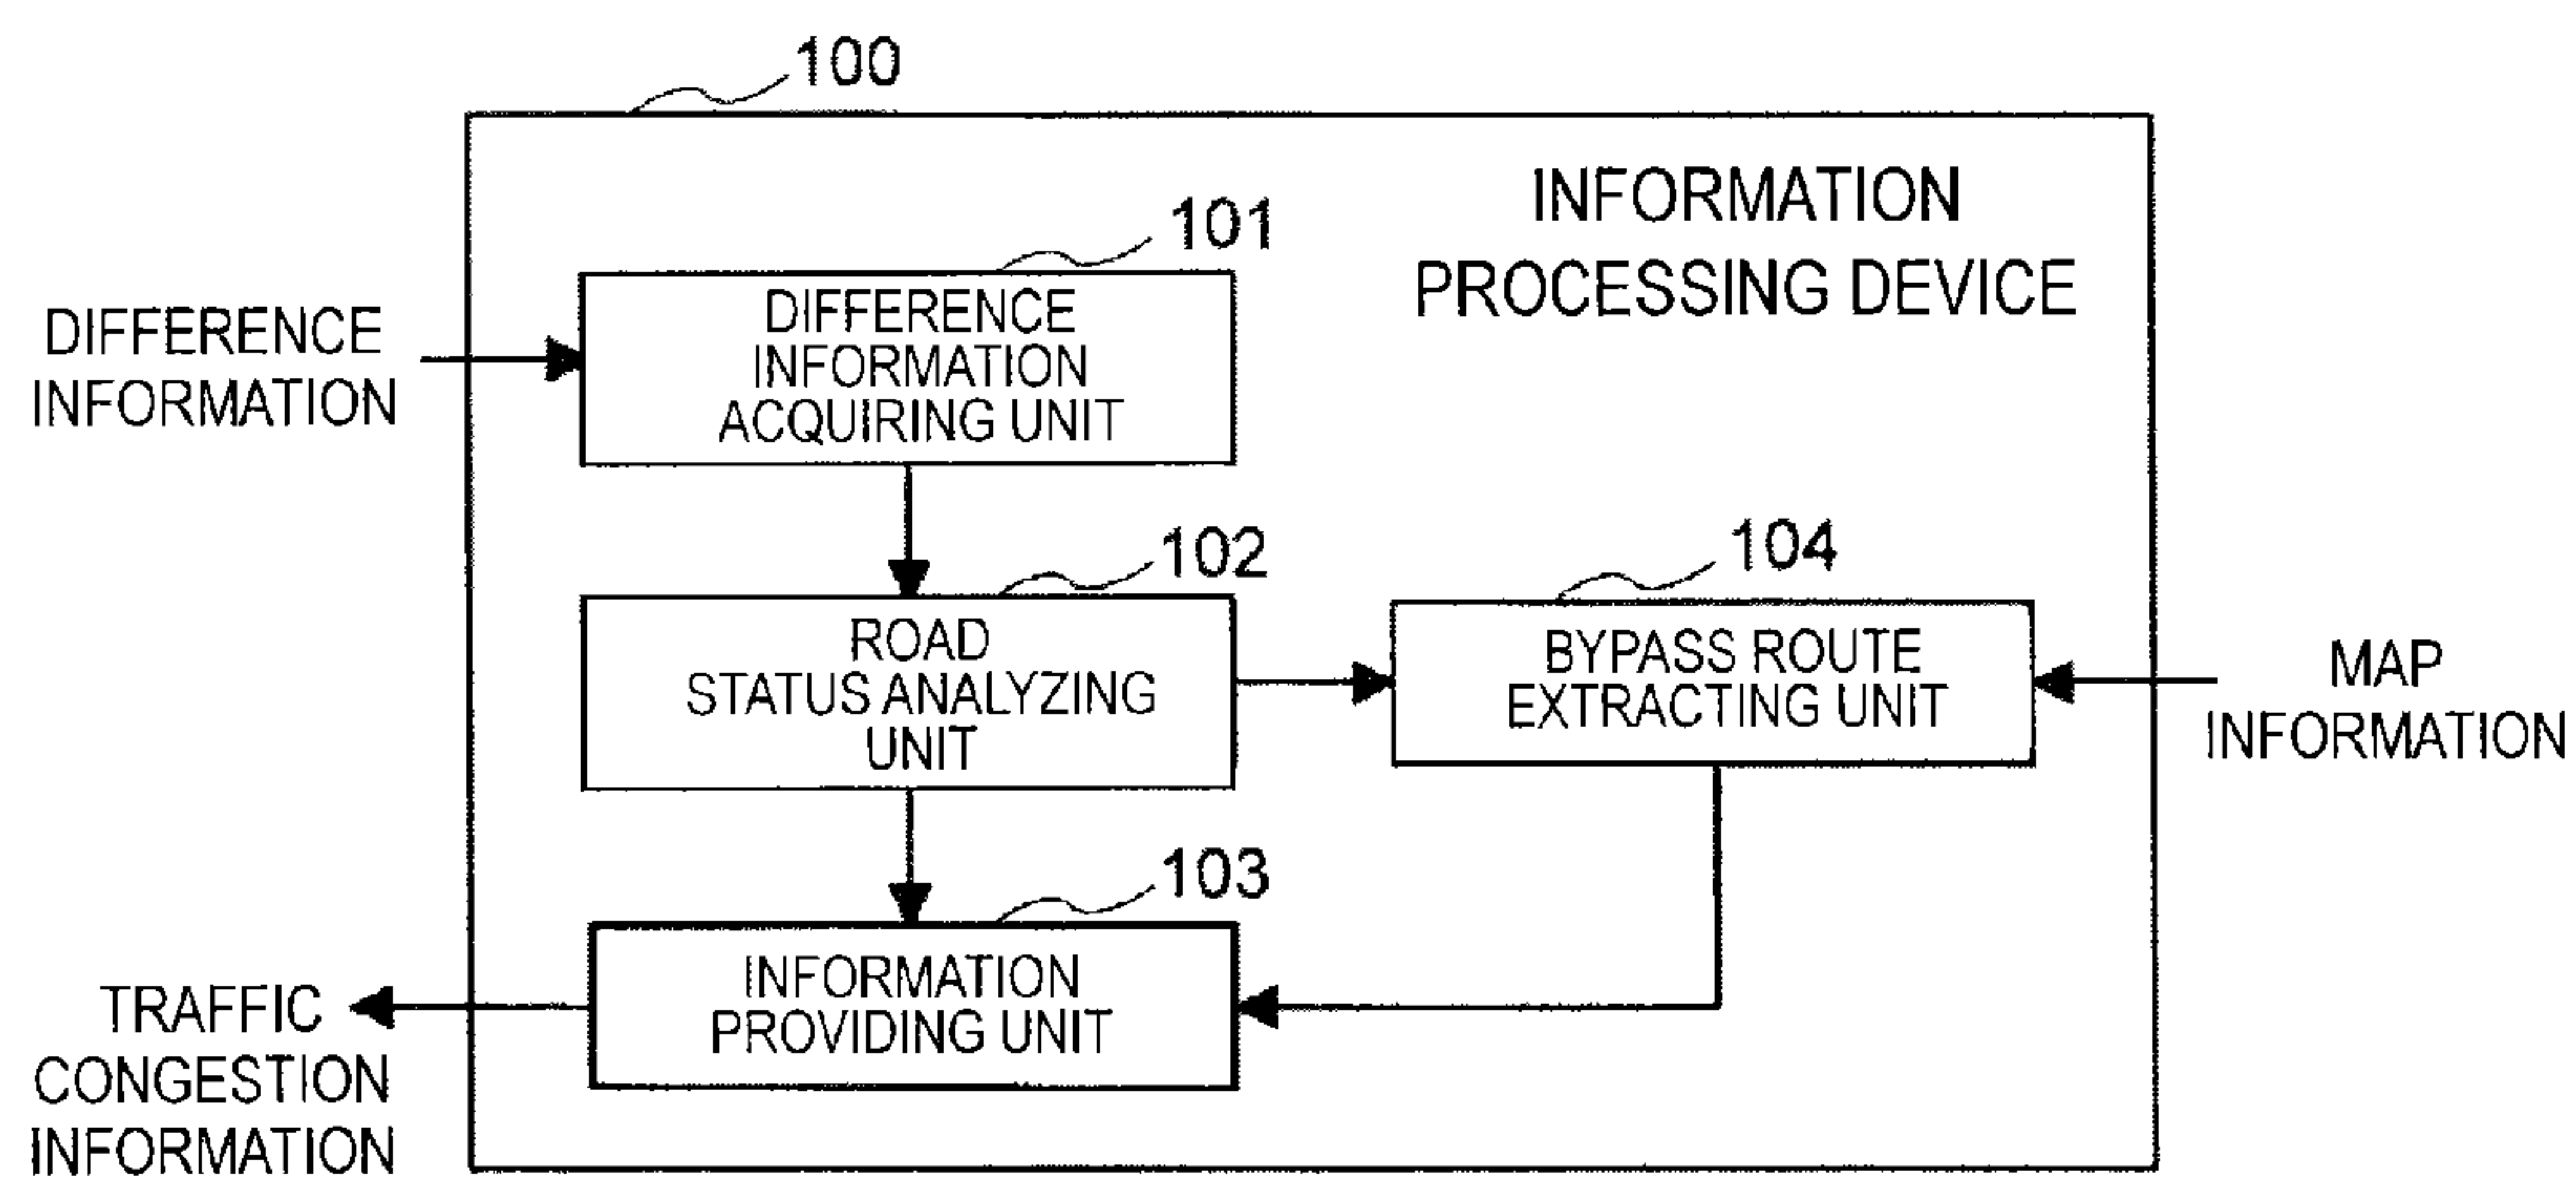 100
INFORMATION
PROCESSING DEVICE
101
DIFFERENCE
INFORMATION
ACQUIRING UNIT
DIFFERENCE
INFORMATION
102
ROAD
STATUS ANALYZING
UNIT
104
BYPASS ROUTE
EXTRACTING UNIT
MAP
INFORMATION
103
INFORMATION
PROVIDING UNIT
TRAFFIC
CONGESTION
INFORMATION